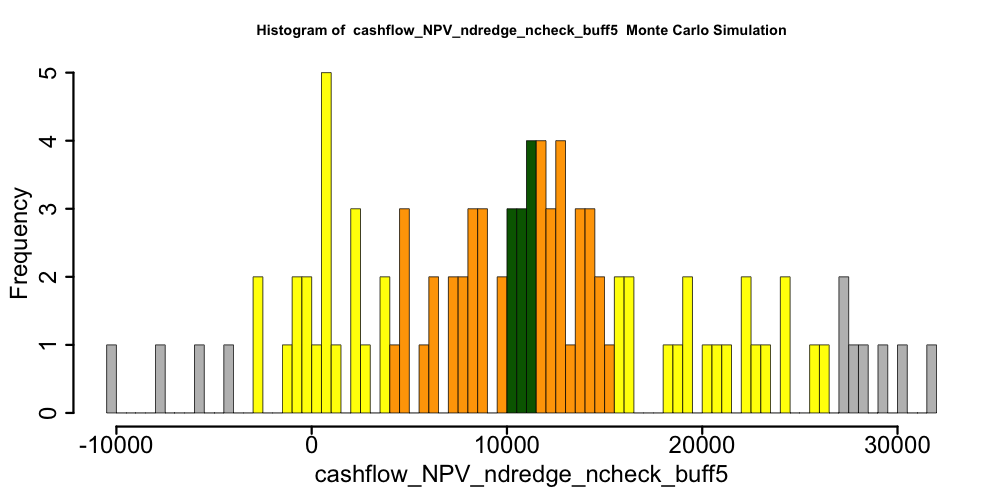 Histogram of  cashflow_NPV_ndredge_ncheck_buff5  Monte Carlo Simulation
Frequency
5
4
3
2
1
0
-10000 0 10000 20000 30000
cashflow_NPV_ndredge_ncheck_buff5